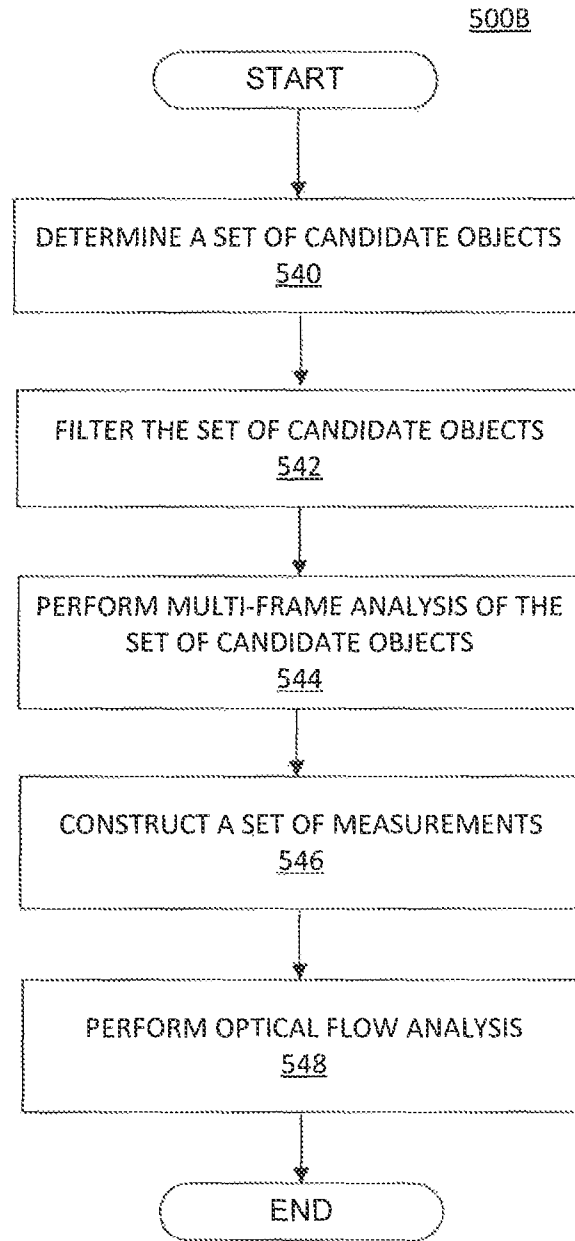 500B
START
DETERMINE A SET OF CANDIDATE OBJECTS
540
FILTER THE SET OF CANDIDATE OBJECTS
542
PERFORM MULTI-FRAME ANALYSIS OF THE
SET OF CANDIDATE OBJECTS
544
CONSTRUCT A SET OF MEASUREMENTS
546
PERFORM OPTICAL FLOW ANALYSIS
548
END